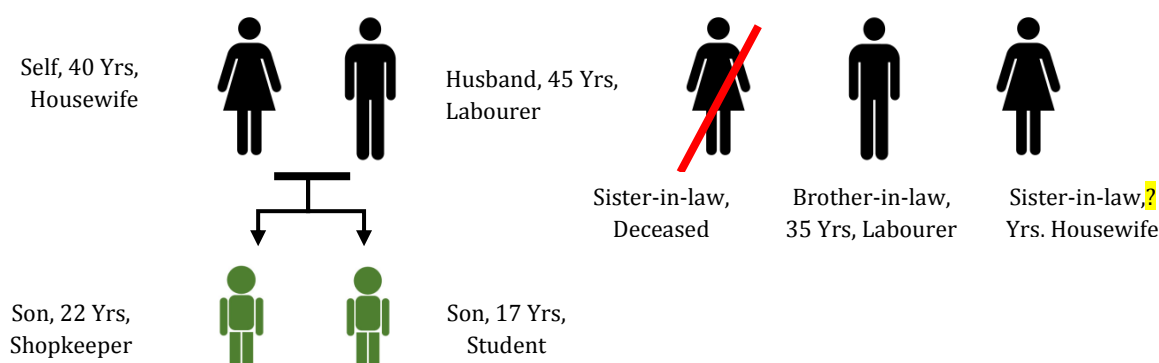 Self, 40 Yrs,
Housewife
Husband, 45 Yrs,
Labourer
Sister-in-law,
Deceased
Brother-in-law,
35 Yrs, Labourer
Sister-in-law,?
Yrs. Housewife
Son, 22 Yrs,
Shopkeeper
Son, 17 Yrs,
Student